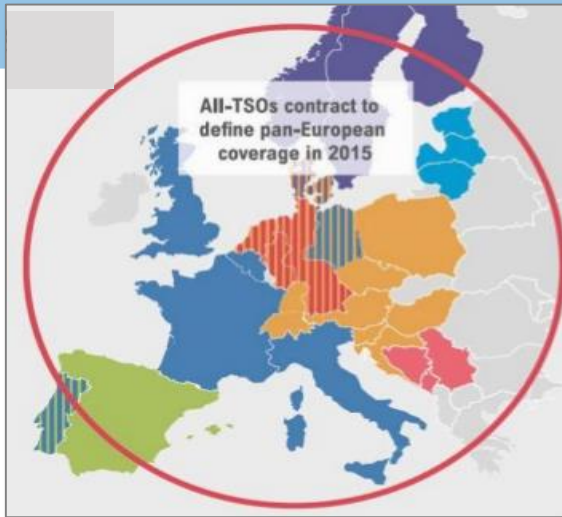 All-TSOs contract to
define pan-European
coverage in 2015